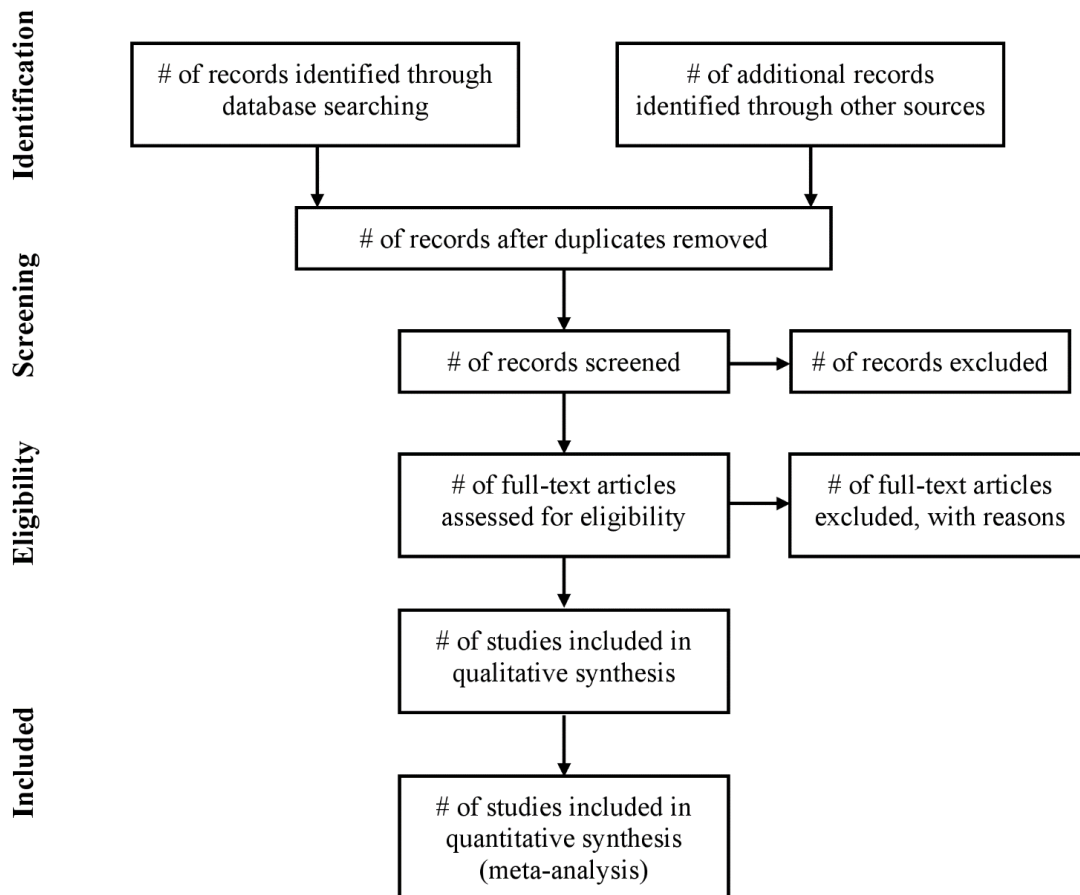 Identification
# of records identified through
database searching
# of additional records
identified through other sources
# of records after duplicates removed
Screening
# of records screened
# of records excluded
Eligibility
# of full-text articles
assessed for eligibility
# of full-text articles
excluded, with reasons
# of studies included in
qualitative synthesis
Included
# of studies included in
quantitative synthesis
(meta-analysis)